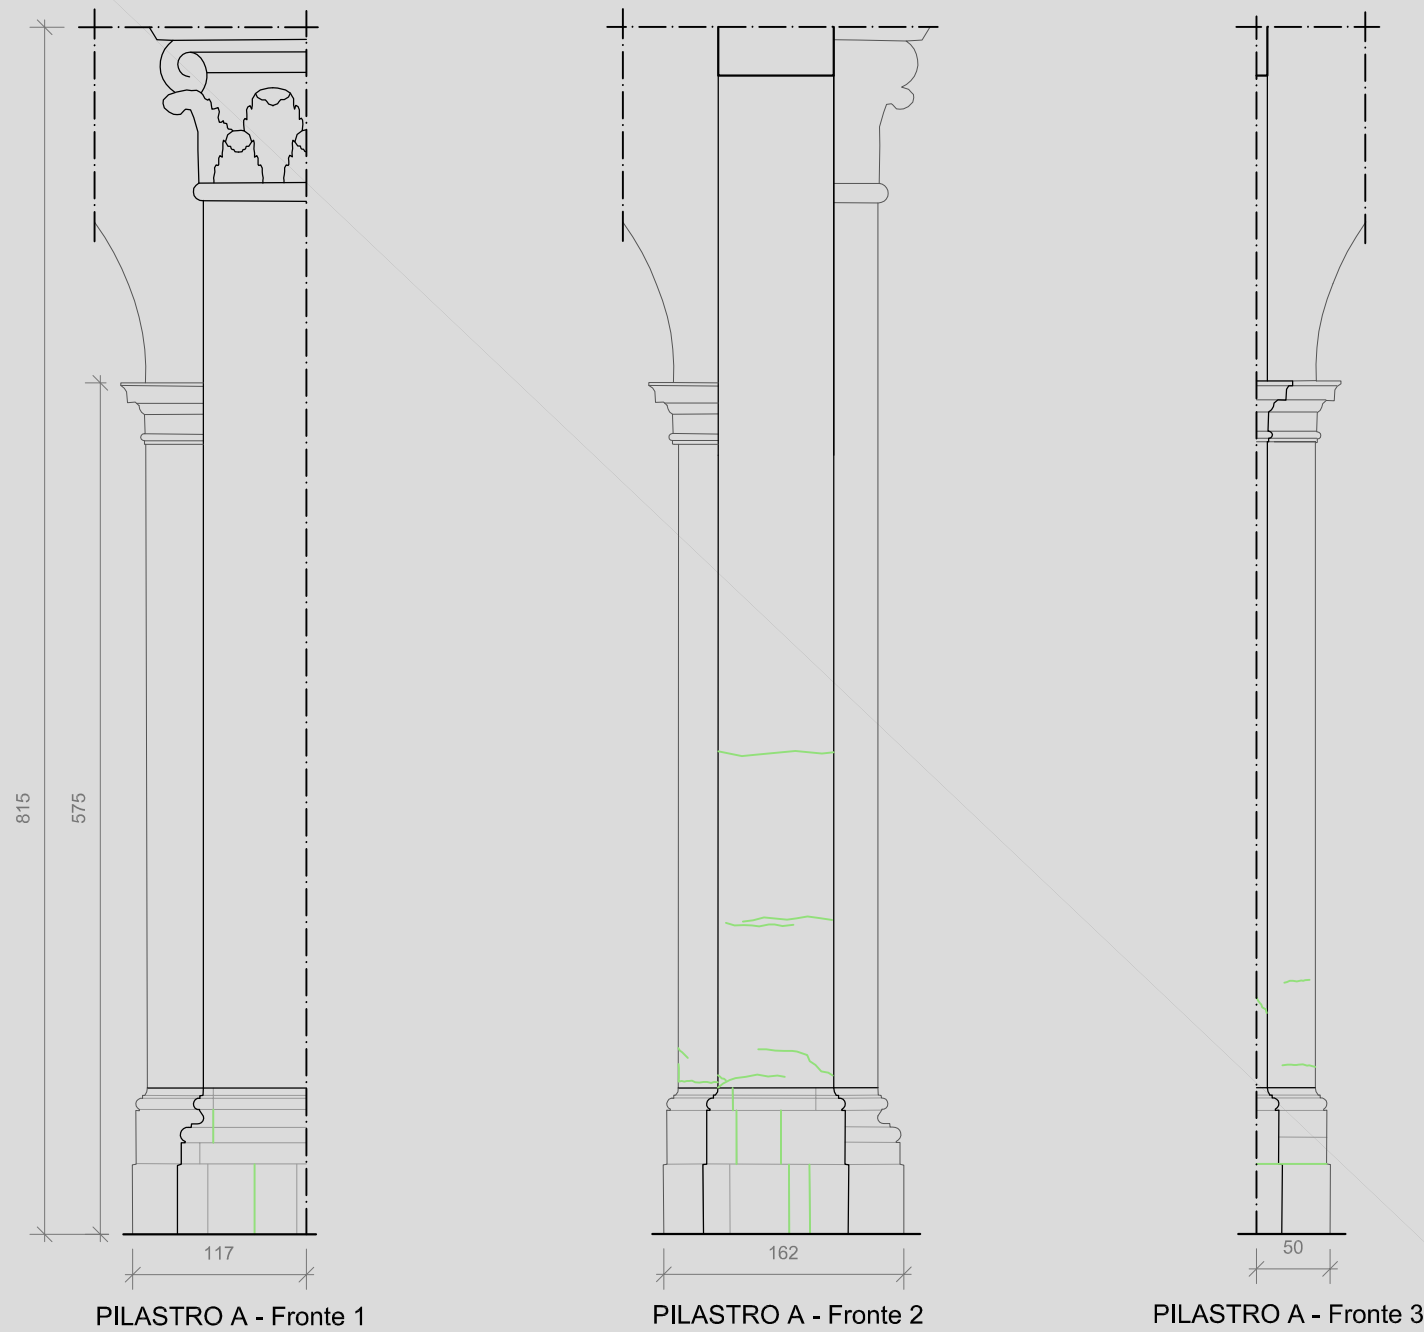 815
575
117
162
50
PILASTRO A - Fronte 1
PILASTRO A - Fronte 2
PILASTRO A - Fronte 3